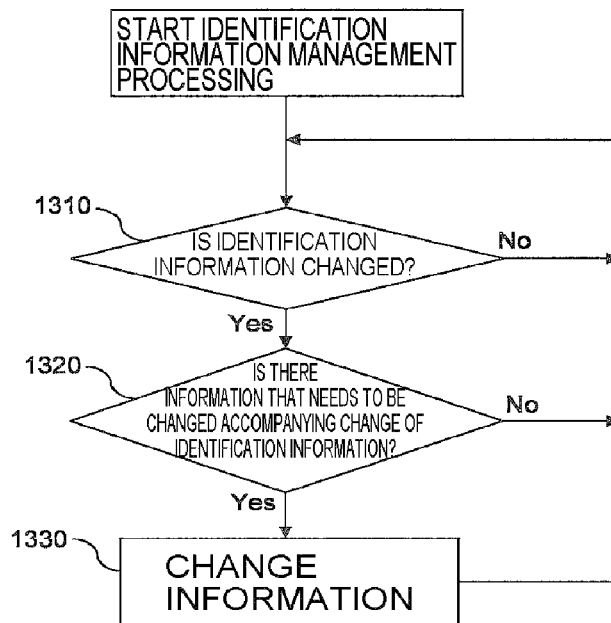 START IDENTIFICATION
INFORMATION MANAGEMENT
PROCESSING
1310
IS IDENTIFICATION
INFORMATION CHANGED?
No
Yes
1320
IS THERE
INFORMATION THAT NEEDS TO BE
CHANGED ACCOMPANYING CHANGE OF
IDENTIFICATION INFORMATION?
No
Yes
1330
CHANGE
INFORMATION